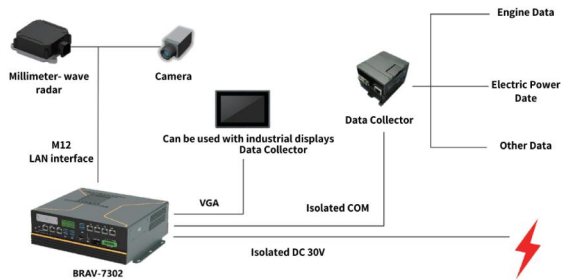 Engine Data
Millimeter- wave
radar
Camera
Electric Power
Date
Data Collector
Can be used with industrial displays
Data Collector
M12
LAN interface
Other Data
VGA
Isolated COM
Isolated DC 30V
BRAV-7302